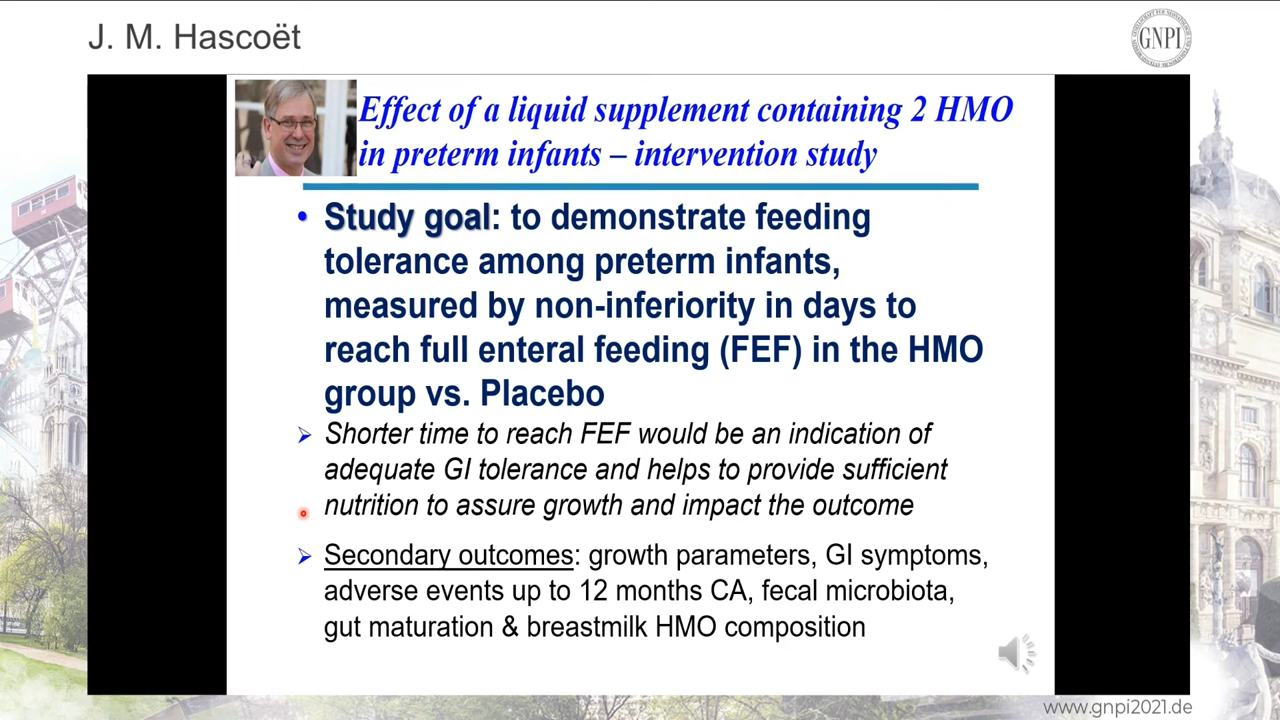 J. M. Hascoët
GNPI
Effect of a liquid supplement containing 2 HMO
in preterm infants – intervention study
• Study goal: to demonstrate feeding
tolerance among preterm infants,
measured by non-inferiority in days to
reach full enteral feeding (FEF) in the HMO
group vs. Placebo
➢ Shorter time to reach FEF would be an indication of
adequate GI tolerance and helps to provide sufficient
nutrition to assure growth and impact the outcome
➢ Secondary outcomes: growth parameters, GI symptoms,
adverse events up to 12 months CA, fecal microbiota,
gut maturation & breastmilk HMO composition
www.gnpi2021.de